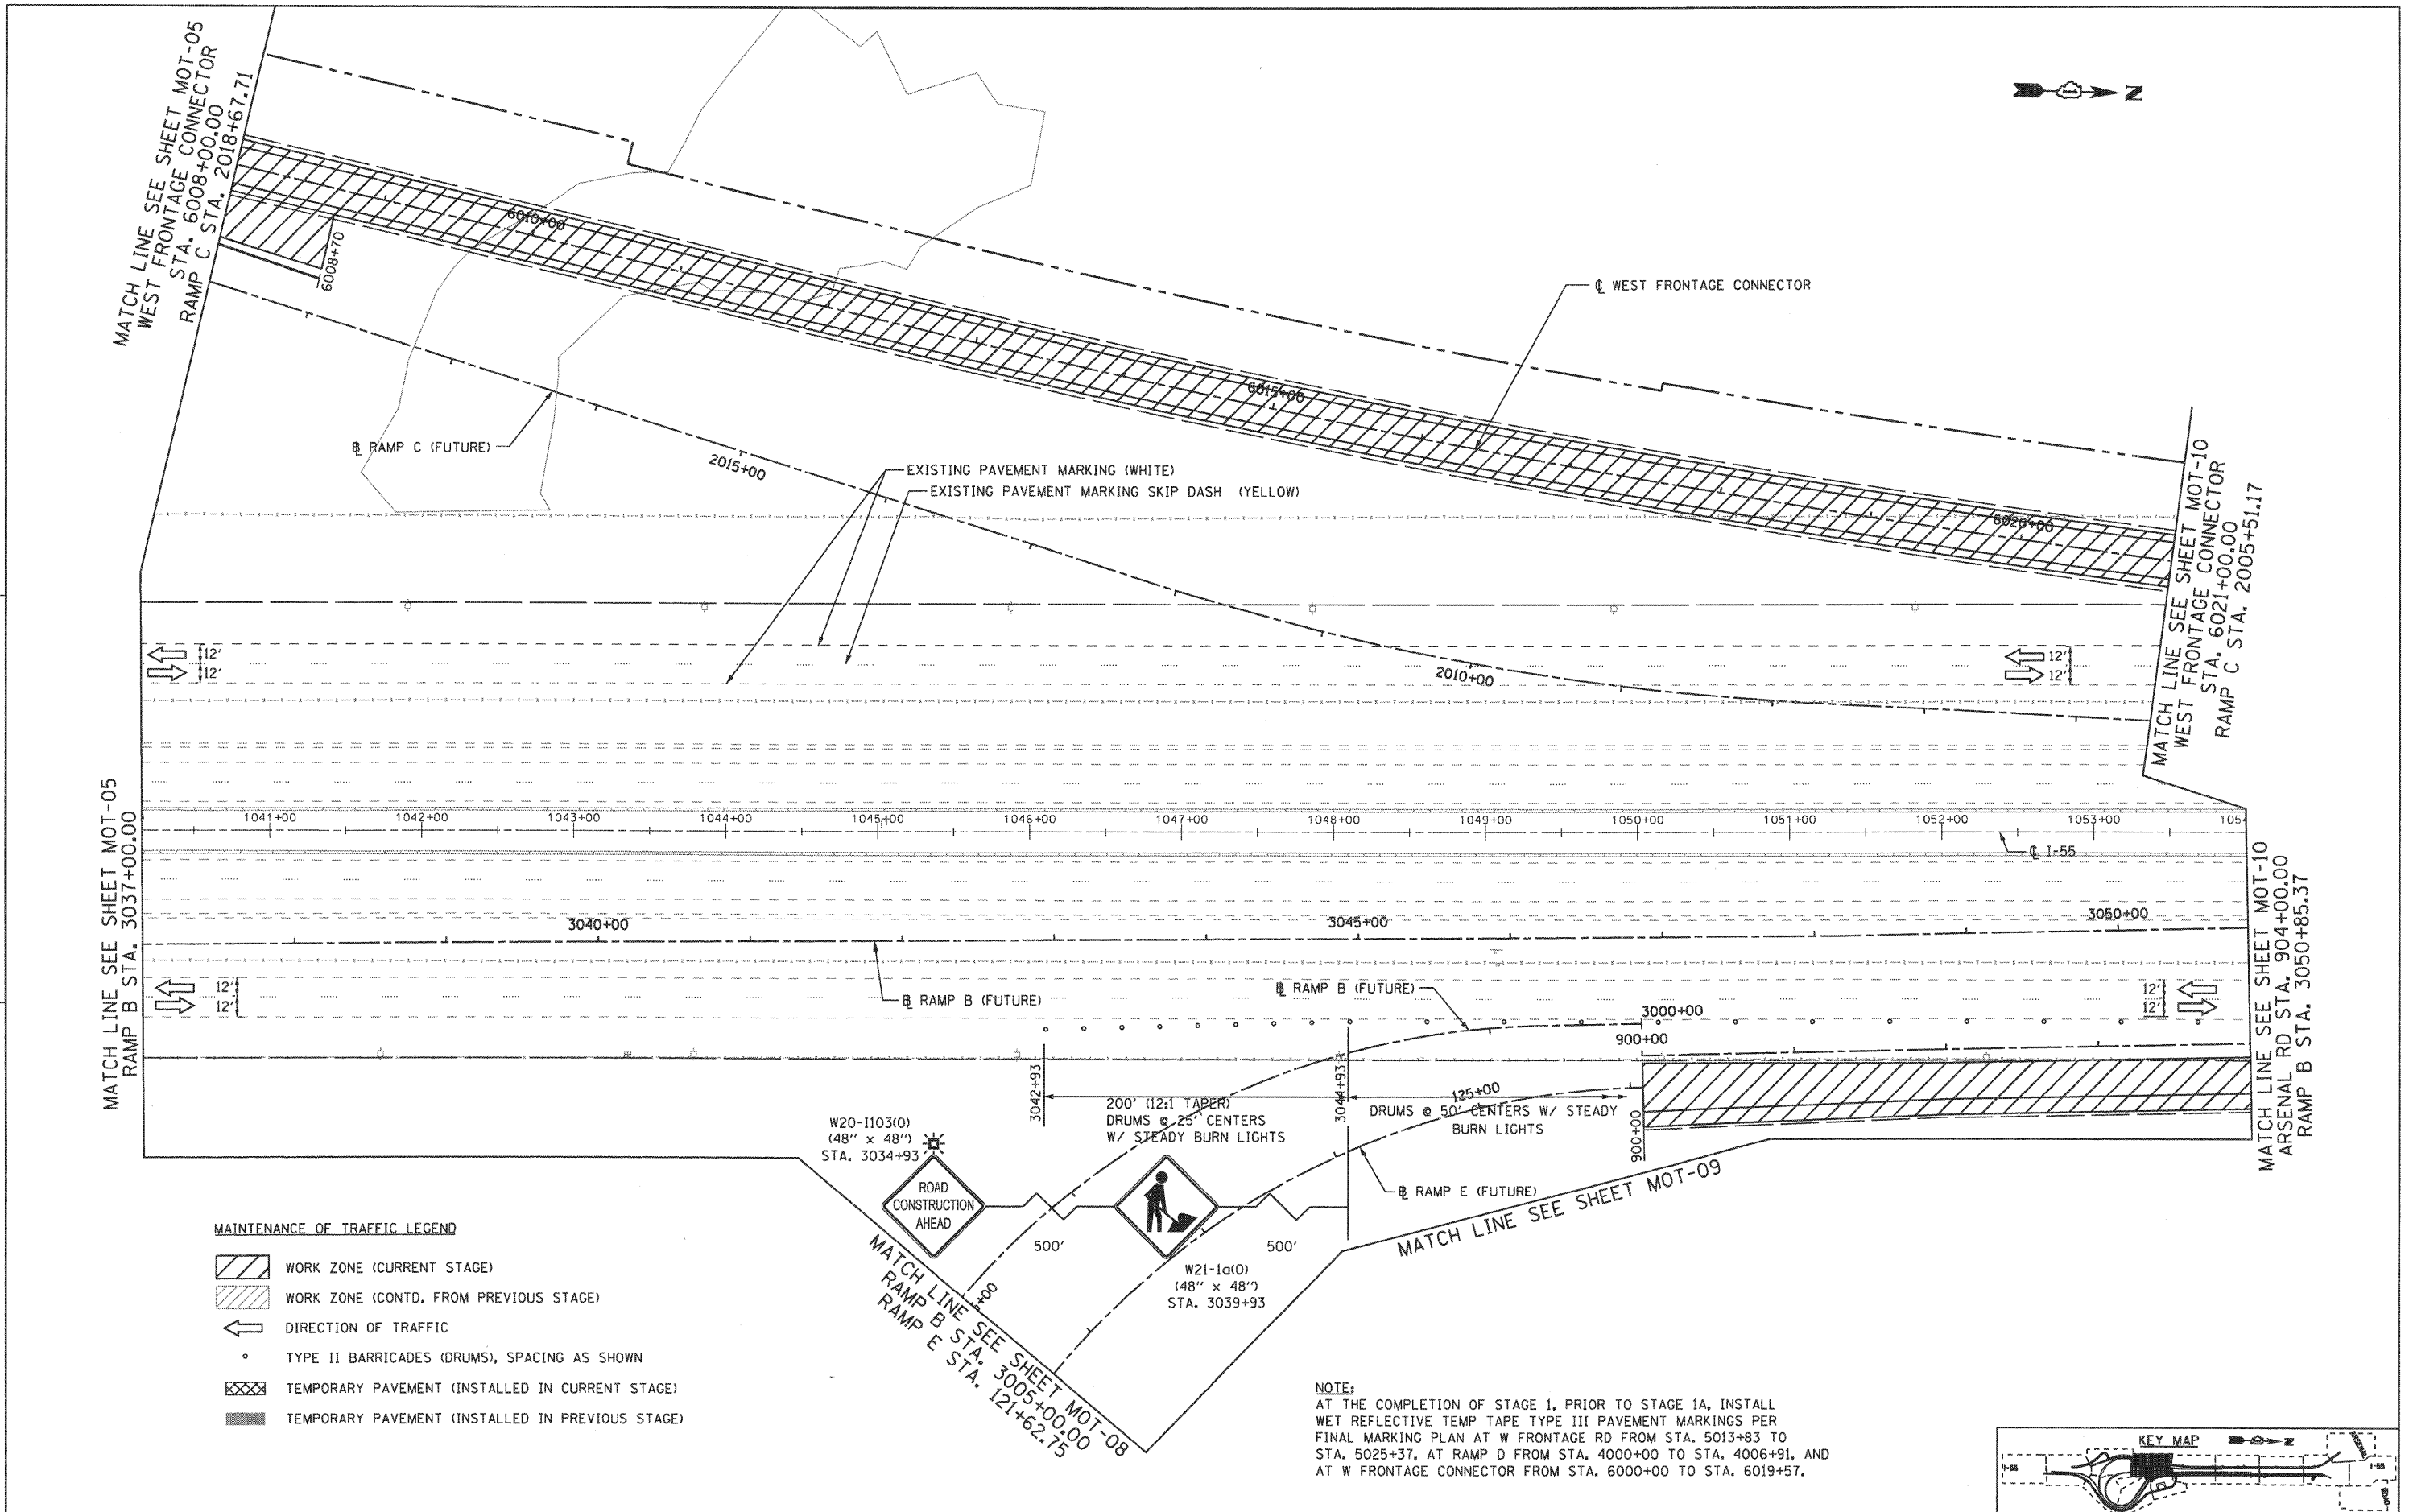 MATCH LINE SEE SHEET MOT-05
WEST FRONTAGE CONNECTOR
STA. 6008+00.00
RAMP C STA. 2018+67.71
N
6010+00
6008+70
℄ WEST FRONTAGE CONNECTOR
6015+00
℄ RAMP C (FUTURE)
2015+00
EXISTING PAVEMENT MARKING (WHITE)
EXISTING PAVEMENT MARKING SKIP DASH (YELLOW)
6020+00
MATCH LINE SEE SHEET MOT-10
WEST FRONTAGE CONNECTOR
STA. 6021+00.00
RAMP C STA. 2005+51.17
12'
12'
12'
12'
2010+00
MATCH LINE SEE SHEET MOT-05
RAMP B STA. 3037+00.00
1041+00
1042+00
1043+00
1044+00
1045+00
1046+00
1047+00
1048+00
1049+00
1050+00
1051+00
1052+00
1053+00
1054
℄ I-55
3040+00
3045+00
3050+00
MATCH LINE SEE SHEET MOT-10
ARSENAL RD STA. 904+00.00
RAMP B STA. 3050+85.37
12'
12'
℄ RAMP B (FUTURE)
℄ RAMP B (FUTURE)
12'
12'
3000+00
900+00
3042+93
3044+93
200' (12:1 TAPER)
DRUMS @ 25' CENTERS
W/ STEADY BURN LIGHTS
125+00
DRUMS @ 50' CENTERS W/ STEADY
BURN LIGHTS
900+00
W20-I103(O)
(48" x 48")
STA. 3034+93
ROAD
CONSTRUCTION
AHEAD
500'
500'
W21-1a(O)
(48" x 48")
STA. 3039+93
℄ RAMP E (FUTURE)
MATCH LINE SEE SHEET MOT-09
+00
MATCH LINE SEE SHEET MOT-08
RAMP B STA. 3005+00.00
RAMP E STA. 121+62.75
MAINTENANCE OF TRAFFIC LEGEND
WORK ZONE (CURRENT STAGE)
WORK ZONE (CONTD. FROM PREVIOUS STAGE)
DIRECTION OF TRAFFIC
TYPE II BARRICADES (DRUMS), SPACING AS SHOWN
TEMPORARY PAVEMENT (INSTALLED IN CURRENT STAGE)
TEMPORARY PAVEMENT (INSTALLED IN PREVIOUS STAGE)
NOTE:
AT THE COMPLETION OF STAGE 1, PRIOR TO STAGE 1A, INSTALL
WET REFLECTIVE TEMP TAPE TYPE III PAVEMENT MARKINGS PER
FINAL MARKING PLAN AT W FRONTAGE RD FROM STA. 5013+83 TO
STA. 5025+37, AT RAMP D FROM STA. 4000+00 TO STA. 4006+91, AND
AT W FRONTAGE CONNECTOR FROM STA. 6000+00 TO STA. 6019+57.
KEY MAP
N
I-55
I-55
ARSENAL